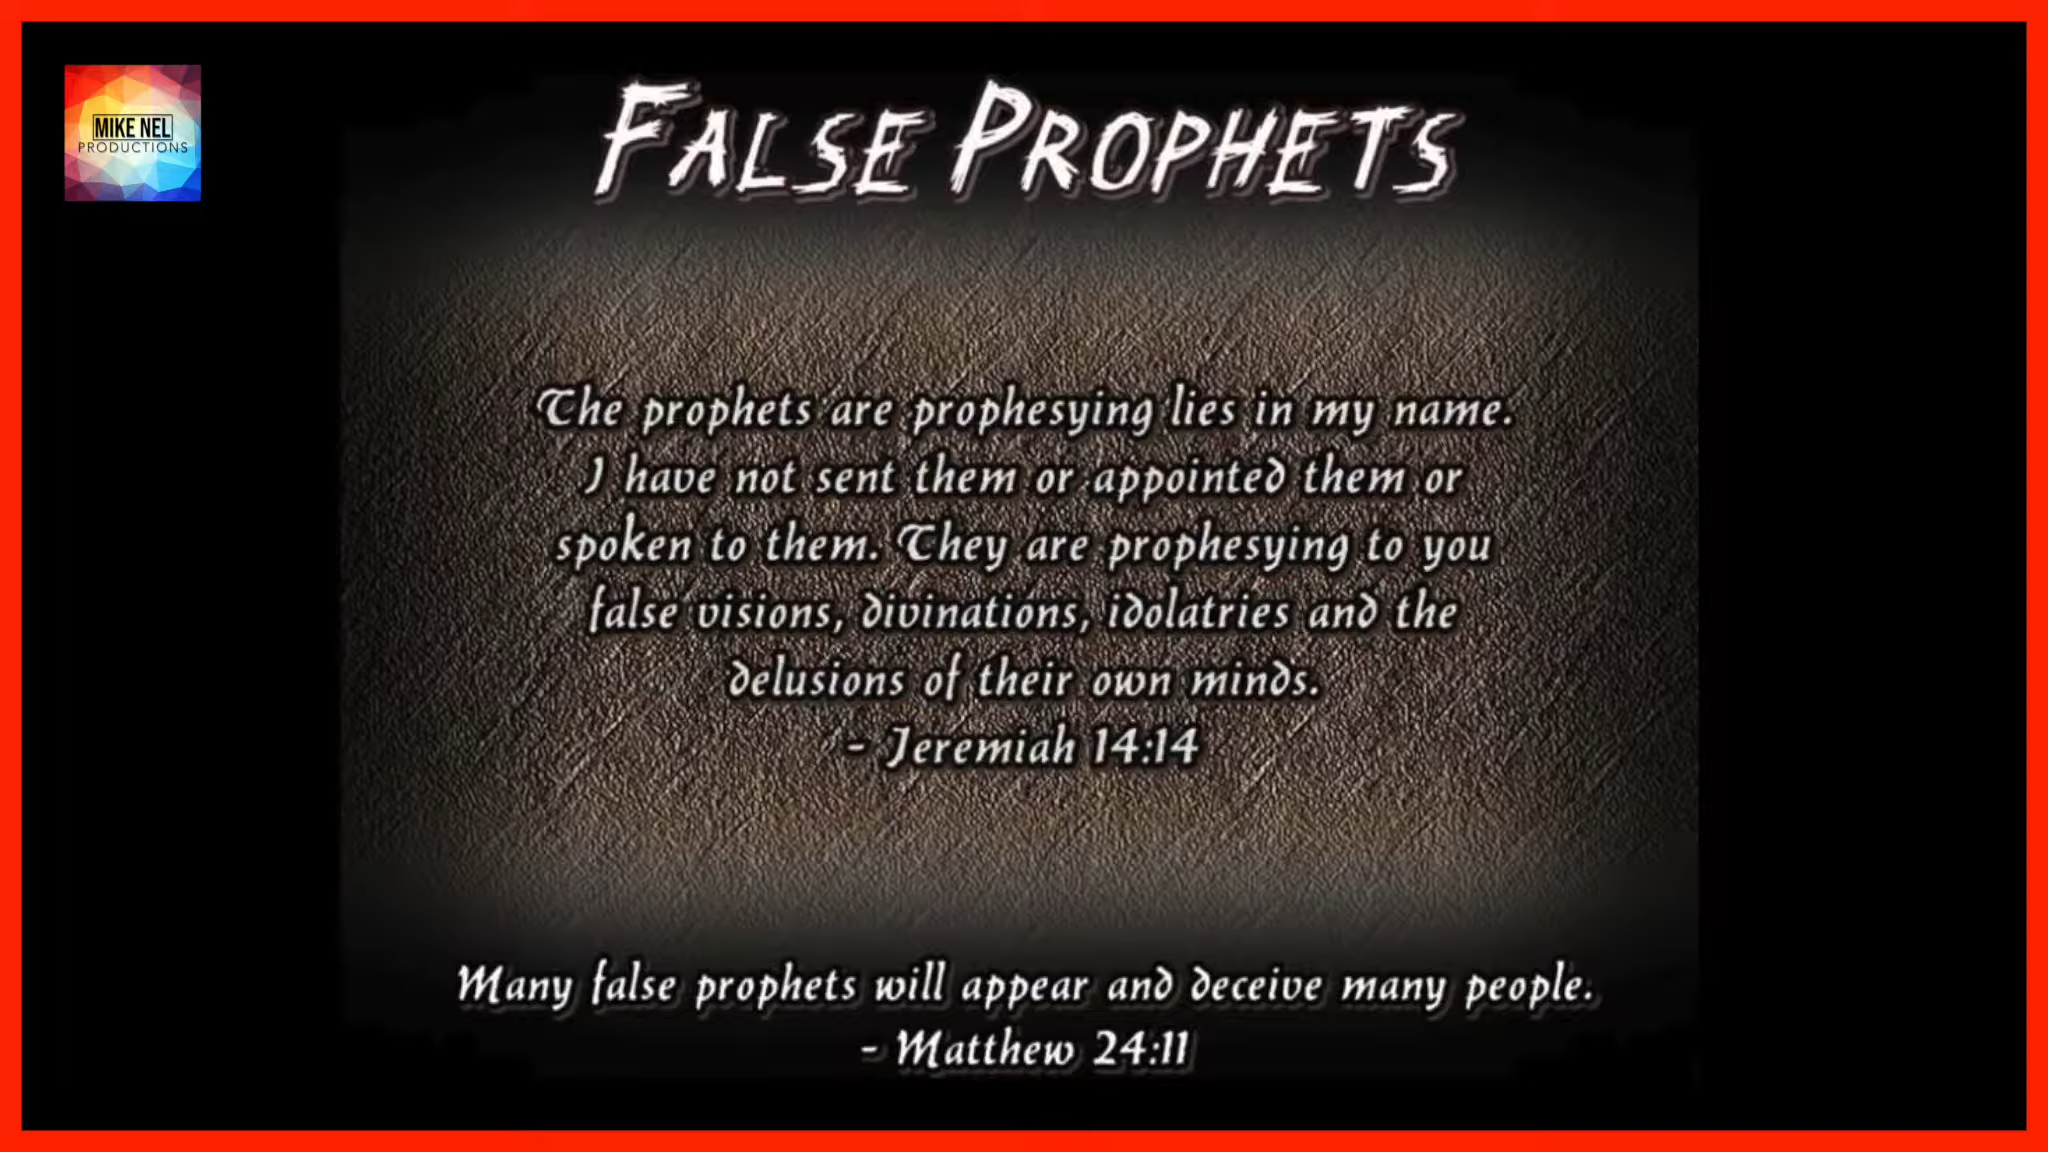 MIKE NEL
PRODUCTIONS
FALSE PROPHETS
The prophets are prophesying lies in my name.
I have not sent them or appointed them or
spoken to them. They are prophesying to you
false visions, divinations, idolatries and the
delusions of their own minds.
- Jeremiah 14:14
Many false prophets will appear and deceive many people.
- Matthew 24:11